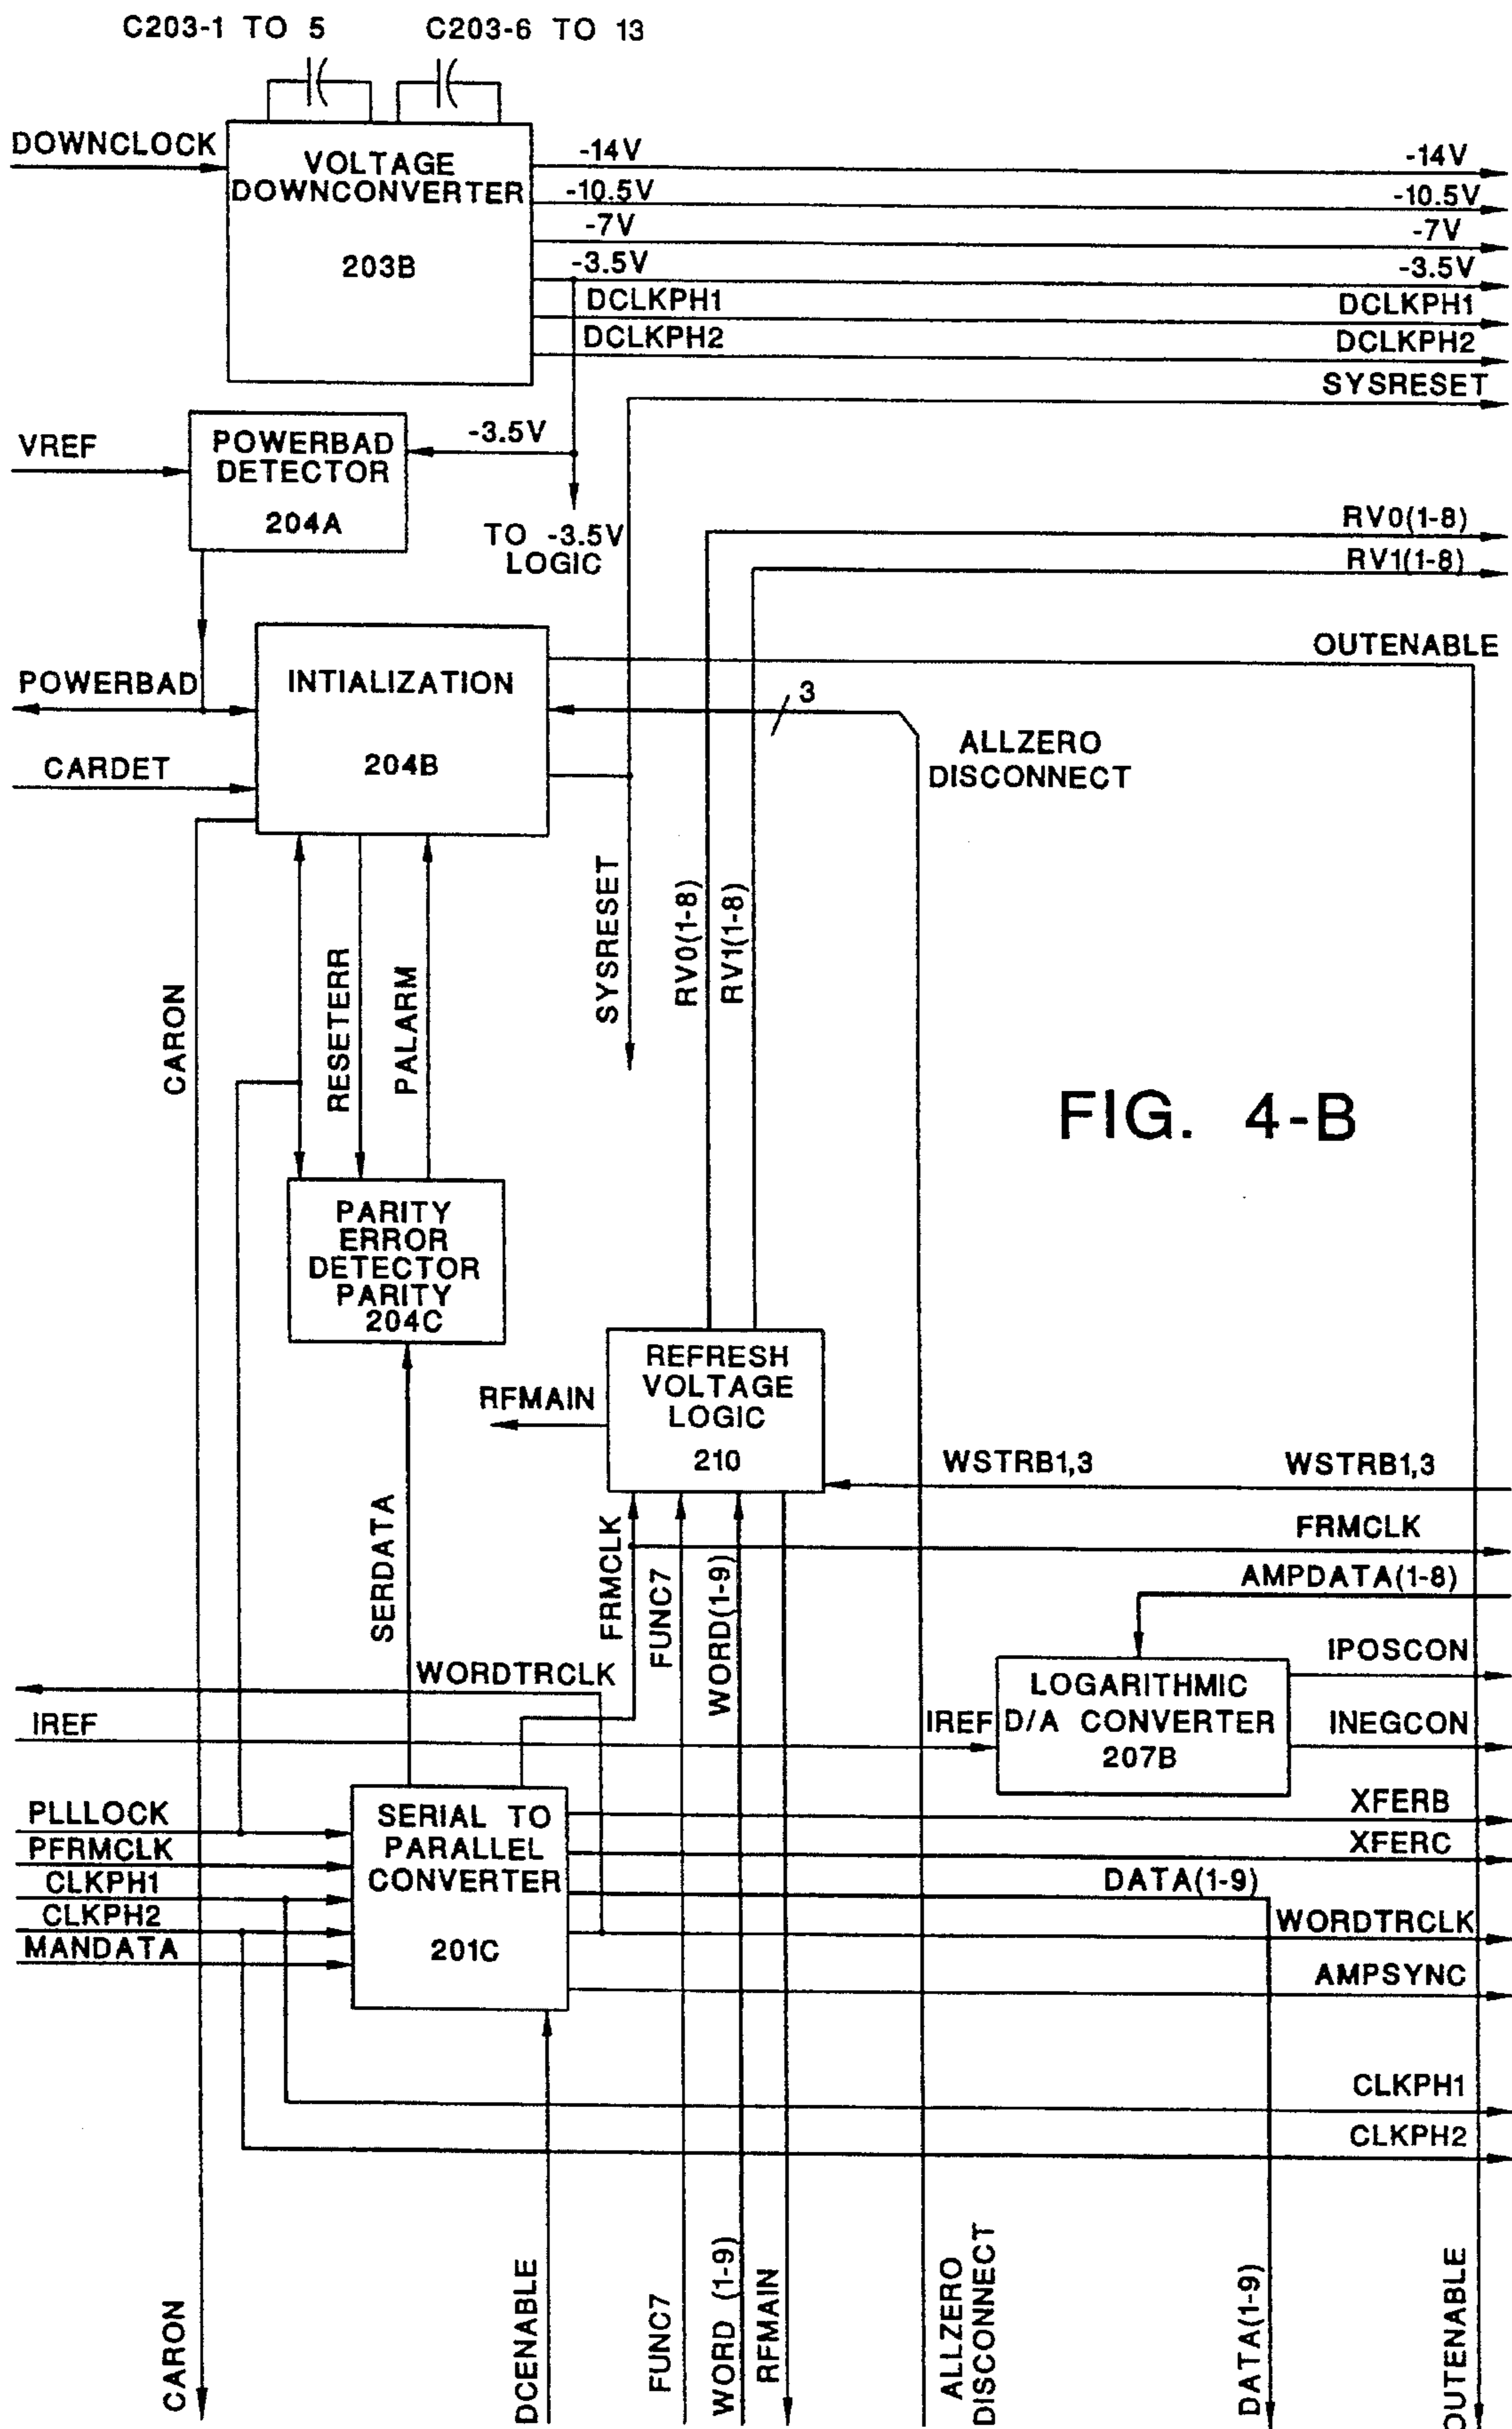 C203-1 TO 5
C203-6 TO 13
DOWNCLOCK
VOLTAGE
DOWNCONVERTER
203B
-14V
-14V
-10.5V
-10.5V
-7V
-7V
-3.5V
-3.5V
DCLKPH1
DCLKPH1
DCLKPH2
DCLKPH2
SYSRESET
VREF
POWERBAD
DETECTOR
204A
-3.5V
TO -3.5V
LOGIC
RV0(1-8)
RV1(1-8)
OUTENABLE
POWERBAD
INTIALIZATION
204B
3
CARDET
ALLZERO
DISCONNECT
CARON
RESETERR
PALARM
SYSRESET
RV0(1-8)
RV1(1-8)
FIG. 4-B
PARITY
ERROR
DETECTOR
PARITY
204C
REFRESH
VOLTAGE
LOGIC
210
RFMAIN
WSTRB1,3
WSTRB1,3
SERDATA
FRMCLK
FUNC7
WORD(1-9)
FRMCLK
AMPDATA(1-8)
WORDTRCLK
IREF
IREF
LOGARITHMIC
D/A CONVERTER
207B
IPOSCON
INEGCON
PLLLOCK
PFRMCLK
CLKPH1
CLKPH2
MANDATA
SERIAL TO
PARALLEL
CONVERTER
201C
XFERB
XFERC
DATA(1-9)
WORDTRCLK
AMPSYNC
CLKPH1
CLKPH2
CARON
DCENABLE
FUNC7
WORD (1-9)
RFMAIN
ALLZERO
DISCONNECT
DATA(1-9)
OUTENABLE